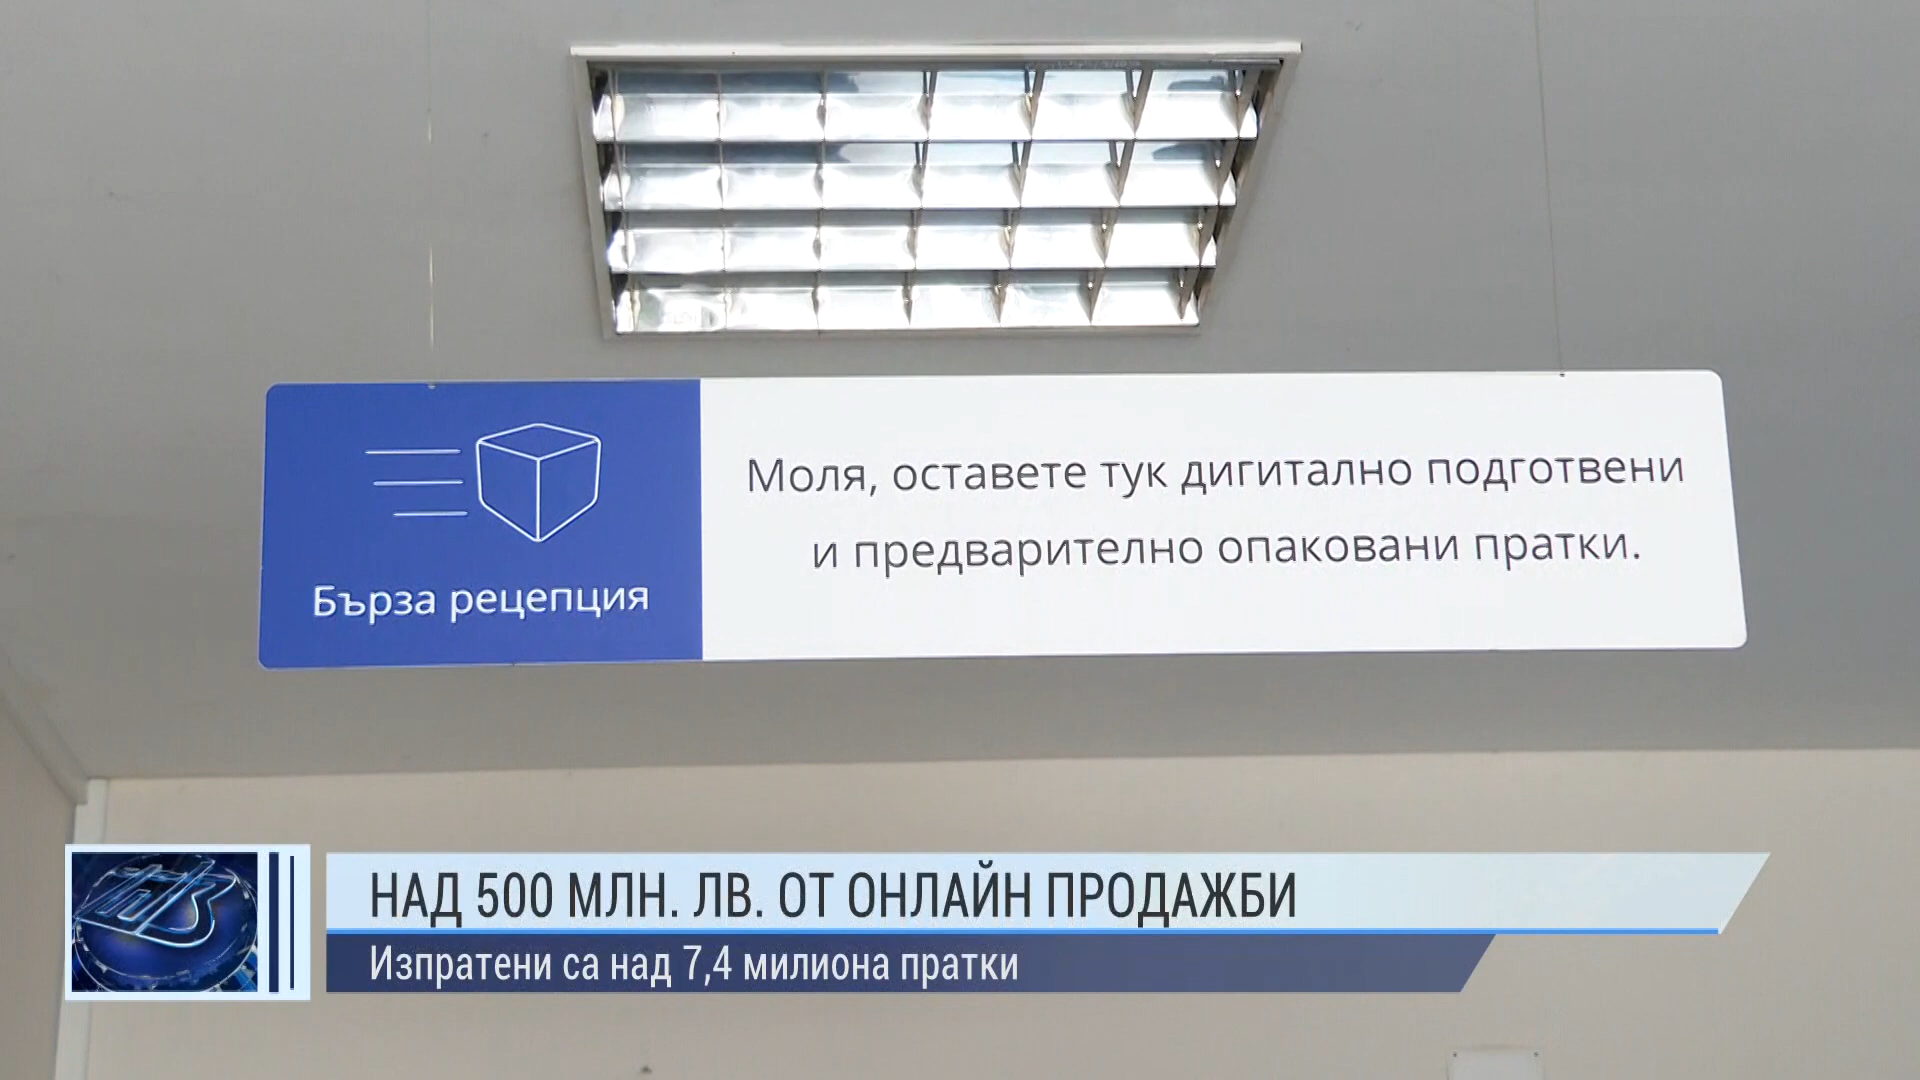 Бърза рецепция
Моля, оставете тук дигитално подготвени
и предварително опаковани пратки.
НАД 500 МЛН. ЛВ. ОТ ОНЛАЙН ПРОДАЖБИ
Изпратени са над 7,4 милиона пратки